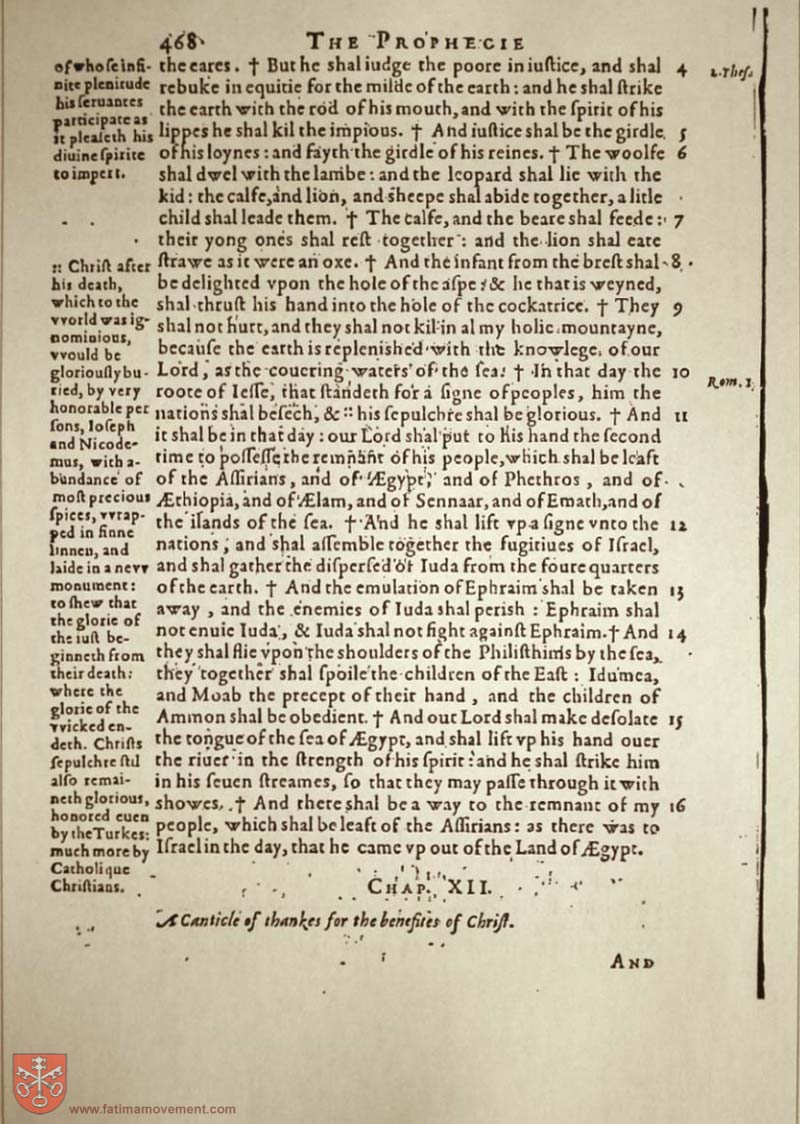 468 THE PROPHECIE
of whose infi-
nite plenitude
his seruantes
participate as
it pleaseth his
diuine spirite
to impert.
:: Christ after
his death,
which to the
vvorld was ig-
nominious,
vvould be
gloriously bu-
ried, by very
honorable per
sons, Ioseph
and Nicode-
mus, with a-
bundance of
most precious
spices, vvrap-
ped in finne
linnen, and
laide in a nevv
monument:
to shew that
the glorie of
the iust be-
ginneth from
their death:
where the
glorie of the
vvicked en-
deth. Christs
sepulchre stil
also remai-
neth glorious,
honored euen
by the Turkes:
much more by
Catholique
Christians.
the eares. † But he shal iudge the poore in iustice, and shal 4
rebuke in equitie for the milde of the earth: and he shal strike
the earth with the rod of his mouth, and with the spirit of his
lippes he shal kil the impious. † And iustice shal be the girdle 5
of his loynes: and fayth the girdle of his reines. † The woolfe 6
shal dwel with the lambe: and the leopard shal lie with the
kid: the calfe, and lion, and sheepe shal abide together, a litle
child shal leade them. † The calfe, and the beare shal feede: 7
their yong ones shal rest together: and the lion shal eate
strawe as it were an oxe. † And the infant from the brest shal 8
be delighted vpon the hole of the aspe: & he that is weyned,
shal thrust his hand into the hole of the cockatrice. † They 9
shal not hurt, and they shal not kil in al my holie mountayne,
because the earth is replenished with the knowlege of our
Lord, as the couering waters of the sea. † In that day the 10
roote of Iesse, that standeth for a signe of peoples, him the
nations shal besech, & :: his sepulchre shal be glorious. † And 11
it shal be in that day: our Lord shal put to his hand the second
time to possesse the remnant of his people, which shal be least
of the Assirians, and of Ægypt, and of Phethros, and of
Æthiopia, and of Ælam, and of Sennaar, and of Emath, and of
the ilands of the sea. † And he shal lift vp a signe vnto the 12
nations, and shal assemble together the fugitiues of Israel,
and shal gather the dispersed of Iuda from the foure quarters
of the earth. † And the emulation of Ephraim shal be taken 13
away, and the enemies of Iuda shal perish: Ephraim shal
not enuie Iuda, & Iuda shal not fight against Ephraim. † And 14
they shal flie vpon the shoulders of the Philisthims by the sea,
they together shal spoile the children of the East: Idumea,
and Moab the precept of their hand, and the children of
Ammon shal be obedient. † And our Lord shal make desolate 15
the tongue of the sea of Ægypt, and shal lift vp his hand ouer
the riuer in the strength of his spirit: and he shal strike him
in his seuen streames, so that they may passe through it with
showes. † And there shal be a way to the remnant of my 16
people, which shal be least of the Assirians: as there was to
Israel in the day, that he came vp out of the Land of Ægypt.
2. Thes.
Rom. 1
CHAP. XII.
A Canticle of thankes for the benefites of Christ.
AND
www.fatimamovement.com